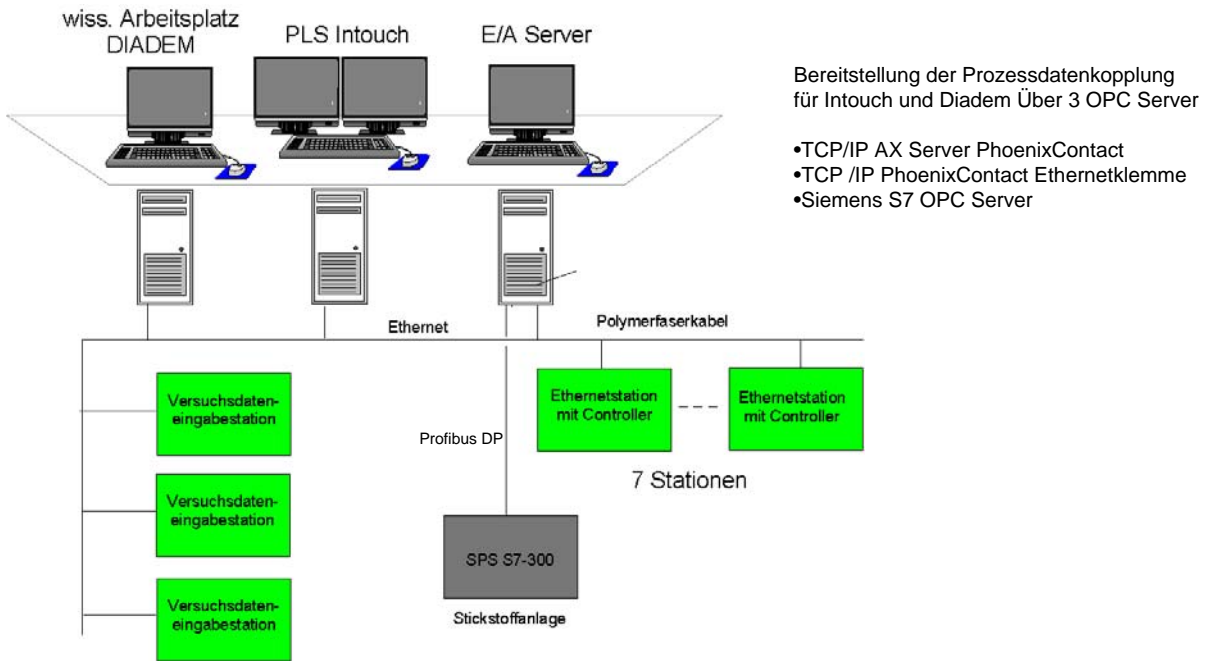 wiss. Arbeitsplatz
DIADEM
PLS Intouch
E/A Server
Bereitstellung der Prozessdatenkopplung
für Intouch und Diadem Über 3 OPC Server
•TCP/IP AX Server PhoenixContact
•TCP /IP PhoenixContact Ethernetklemme
•Siemens S7 OPC Server
Ethernet
Polymerfaserkabel
Versuchsdaten-
eingabestation
Versuchsdaten-
eingabestation
Versuchsdaten-
eingabestation
Profibus DP
Ethernetstation
mit Controller
Ethernetstation
mit Controller
7 Stationen
SPS S7-300
Stickstoffanlage